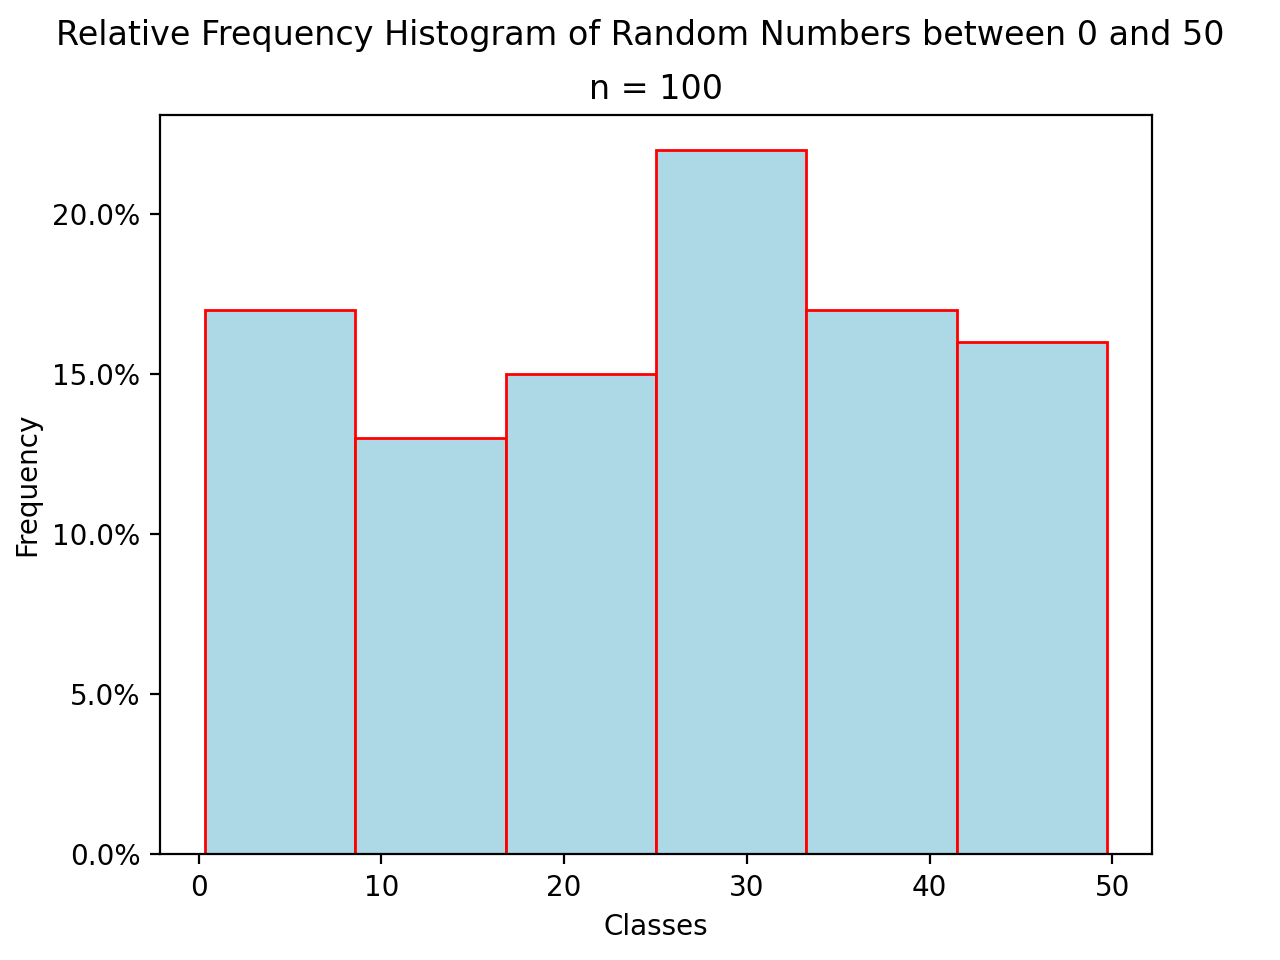 Relative Frequency Histogram of Random Numbers between 0 and 50
n = 100
20.0%
15.0%
10.0%
5.0%
0.0%
Frequency
0 10 20 30 40 50
Classes